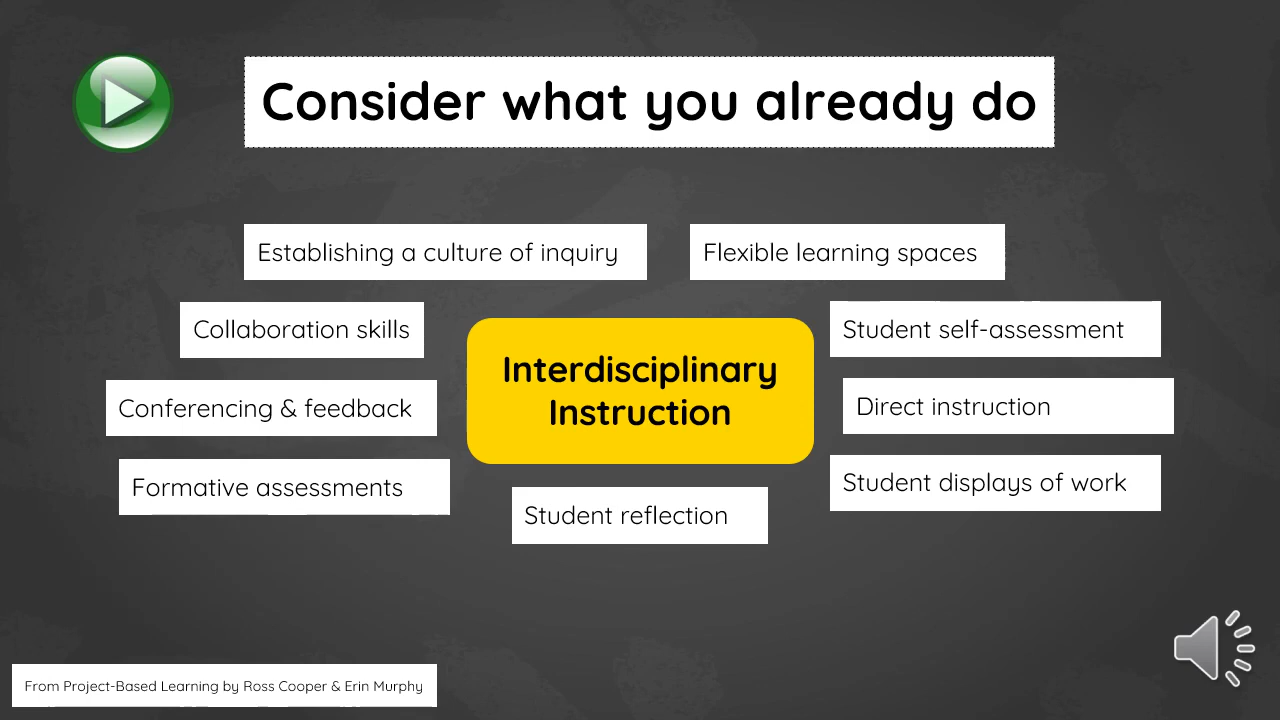 Consider what you already do
Establishing a culture of inquiry
Flexible learning spaces
Collaboration skills
Student self-assessment
Interdisciplinary
Instruction
Conferencing & feedback
Direct instruction
Formative assessments
Student displays of work
Student reflection
From Project-Based Learning by Ross Cooper & Erin Murphy